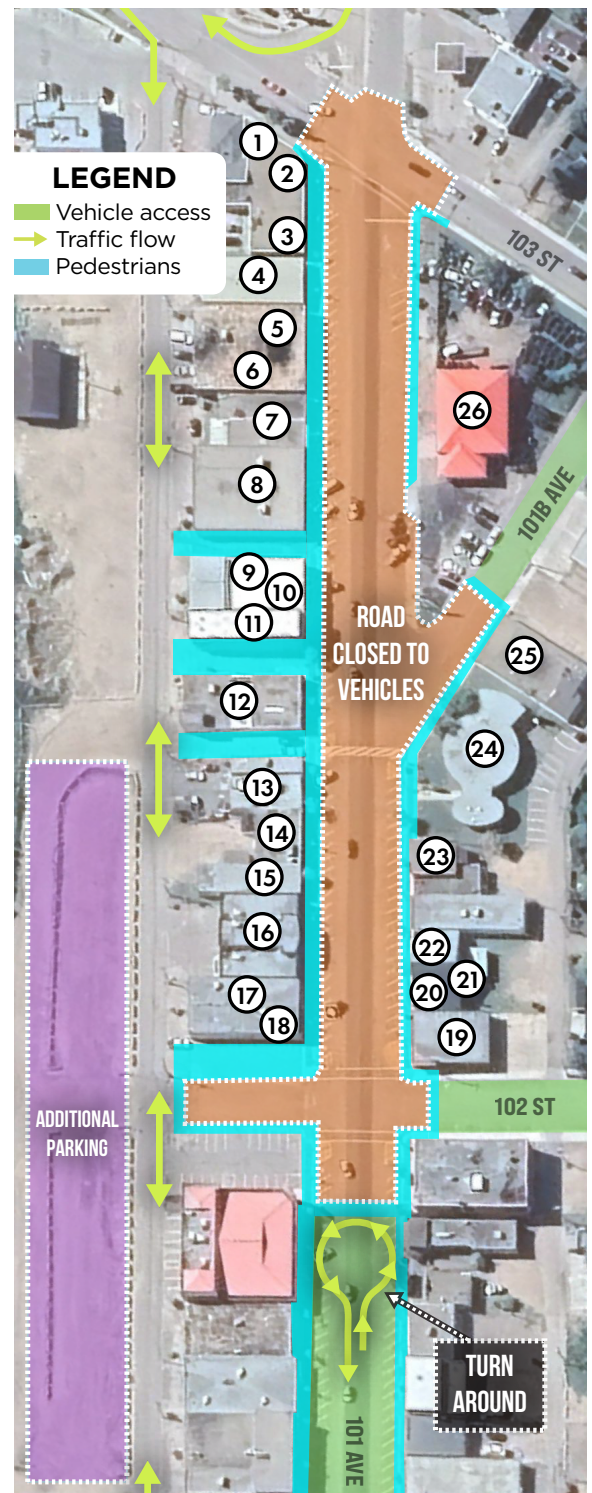 1
2
LEGEND
Vehicle access
Traffic flow
Pedestrians
3
4
103 ST
5
6
7
26
8
101B AVE
9
10
11
ROAD
CLOSED TO
VEHICLES
25
12
24
13
14
23
15
16
22
21
20
17
18
19
102 ST
ADDITIONAL
PARKING
TURN
AROUND
101 AVE